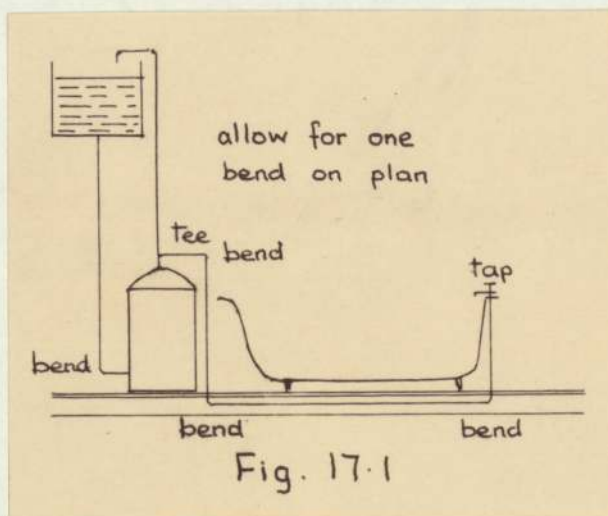 allow for one
bend on plan
tee
bend
tap
bend
bend
bend
Fig. 17.1